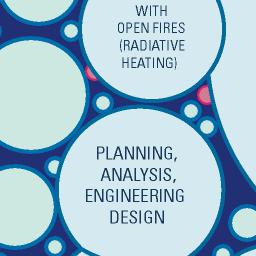 WITH
OPEN FIRES
(RADIATIVE
HEATING)
PLANNING,
ANALYSIS,
ENGINEERING
DESIGN